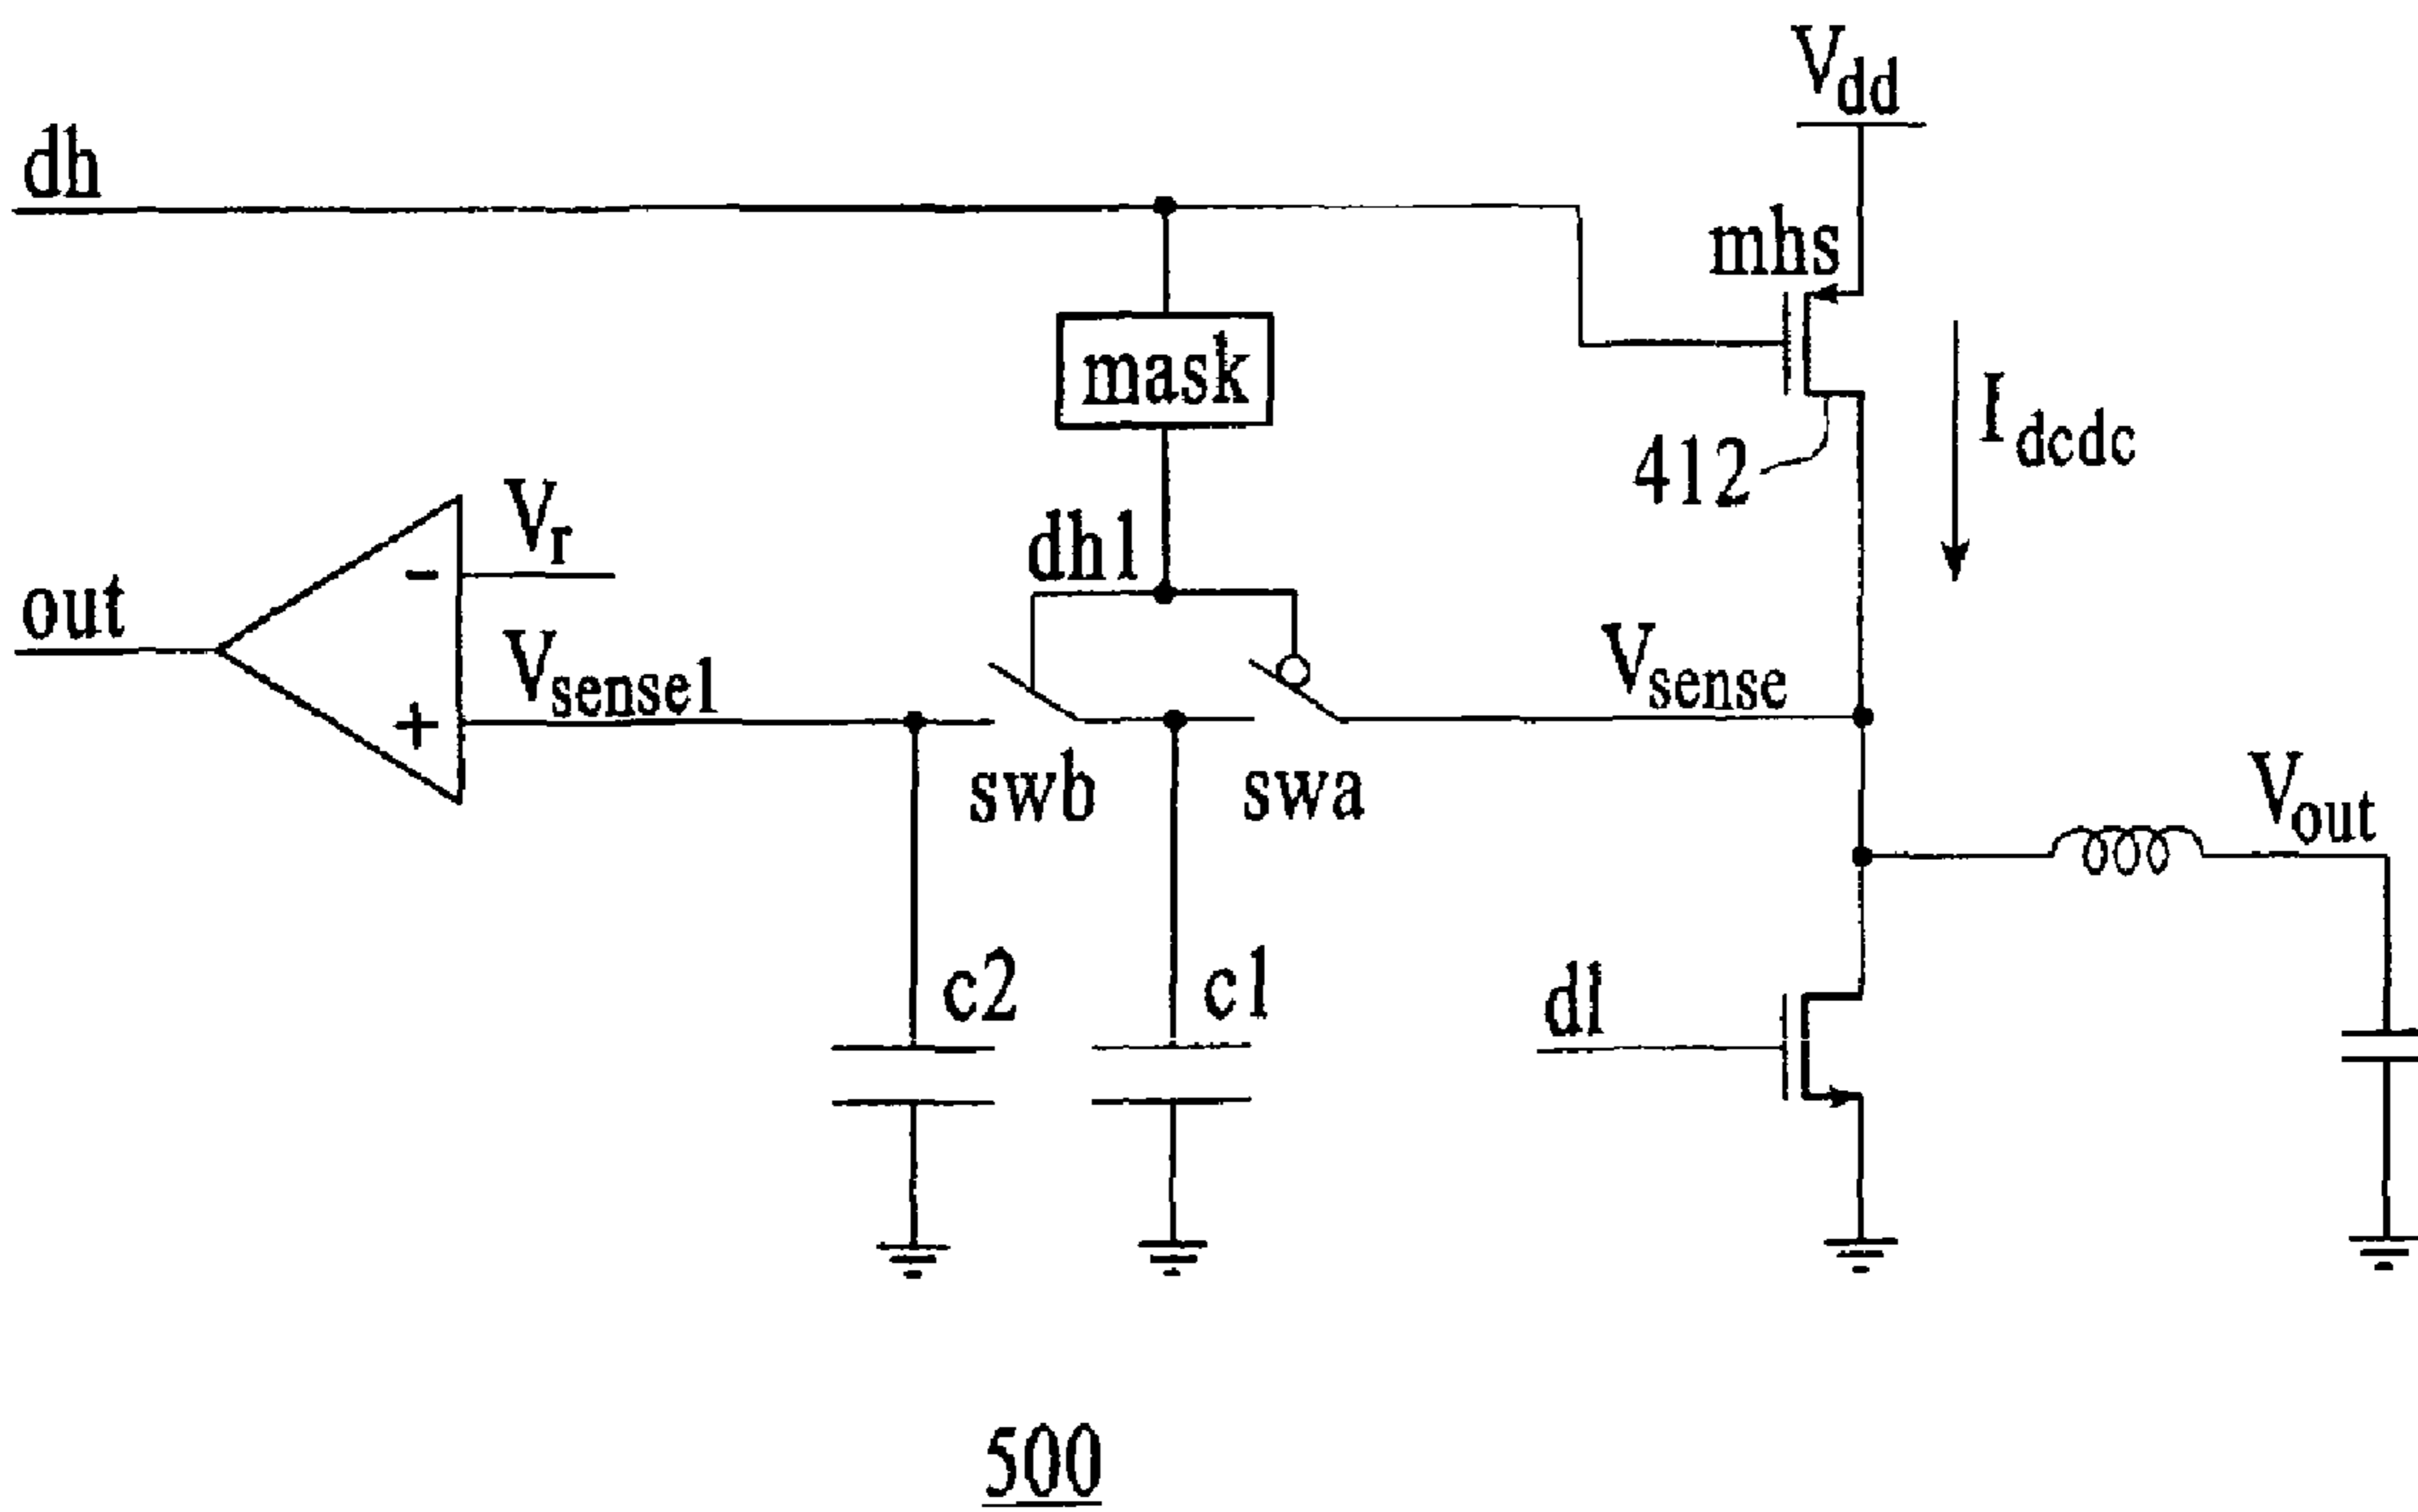 Vdd
dh
mhs
mask
Idcdc
412
Vr
dh1
-
out
Vsense1
Vsense
+
swb
swa
Vout
c2
c1
dl
500